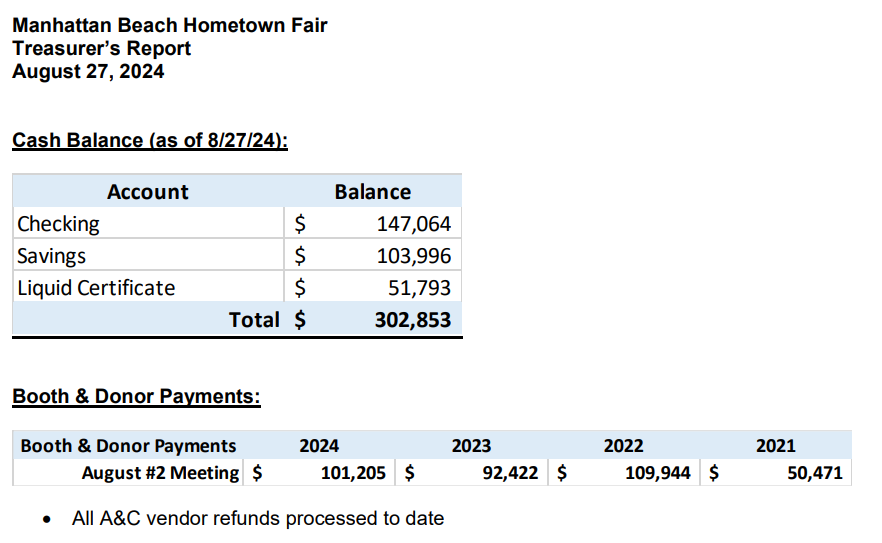 Manhattan Beach Hometown Fair
Treasurer’s Report
August 27, 2024
Cash Balance (as of 8/27/24):
Account Balance
Checking $ 147,064
Savings $ 103,996
Liquid Certificate $ 51,793
Total $ 302,853
Booth & Donor Payments:
Booth & Donor Payments 2024 2023 2022 2021
August #2 Meeting $ 101,205 $ 92,422 $ 109,944 $ 50,471
• All A&C vendor refunds processed to date